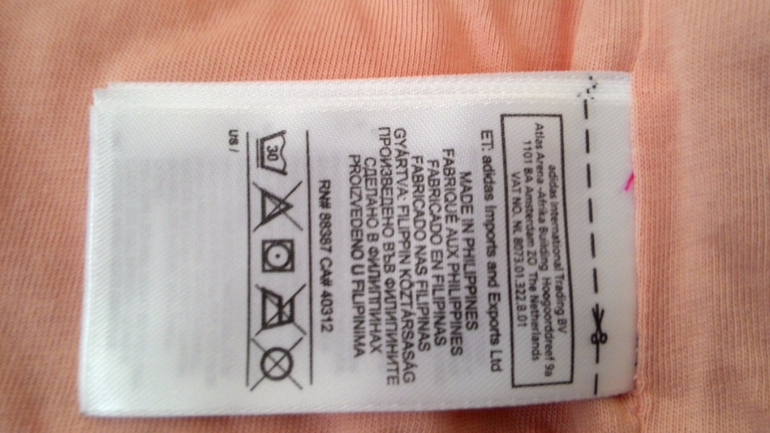 adidas International Trading BV
Atlas Arena -Afrika Building Hoogoorddreef 9a
1101 BA Amsterdam ZO The Netherlands
VAT NO. NL 8073.01.322.B.01
ET: adidas Imports and Exports Ltd
MADE IN PHILIPPINES
FABRIQUÉ AUX PHILIPPINES
FABRICADO EN FILIPINAS
FABRICADO NAS FILIPINAS
GYÁRTVA: FILIPPIN KÖZTÁRSASÁG
ПРОИЗВЕДЕНО ВЪВ ФИЛИПИНИТЕ
СДЕЛАНО В ФИЛИППИНАХ
PROIZVEDENO U FILIPINIMA
RN# 88387 CA# 40312
30
US /